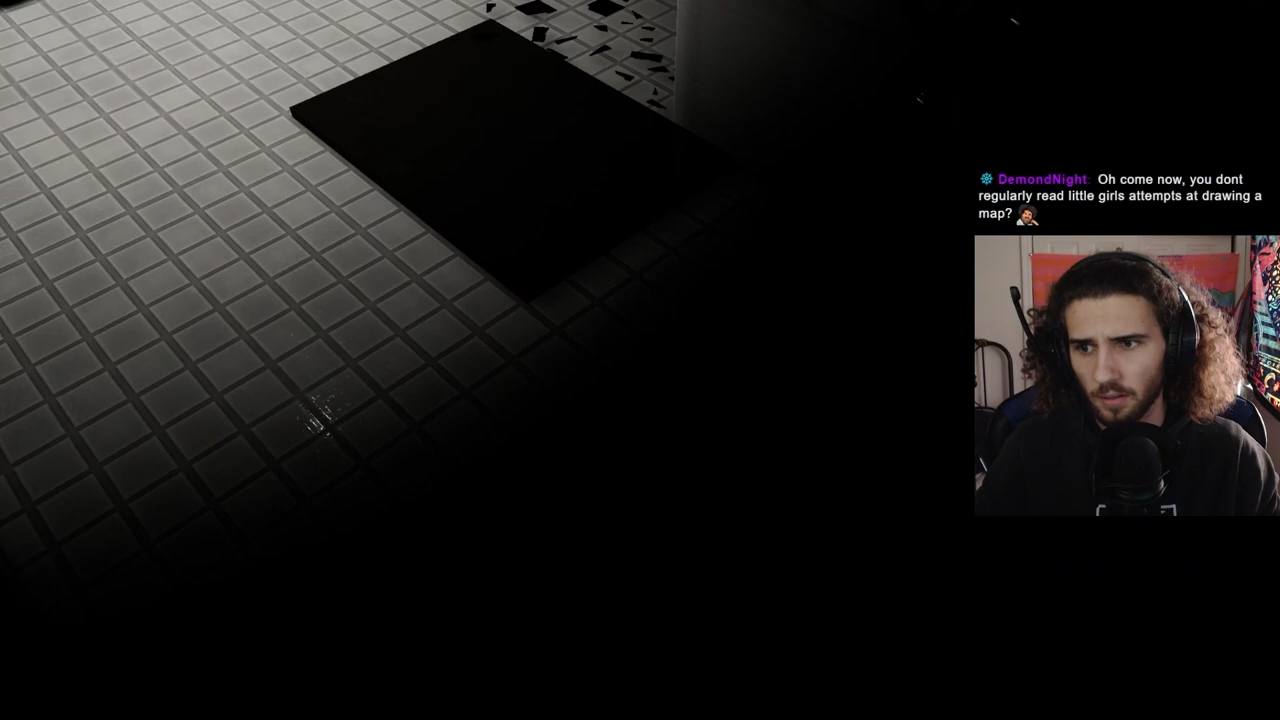 DemondNight: Oh come now, you dont
regularly read little girls attempts at drawing a
map?